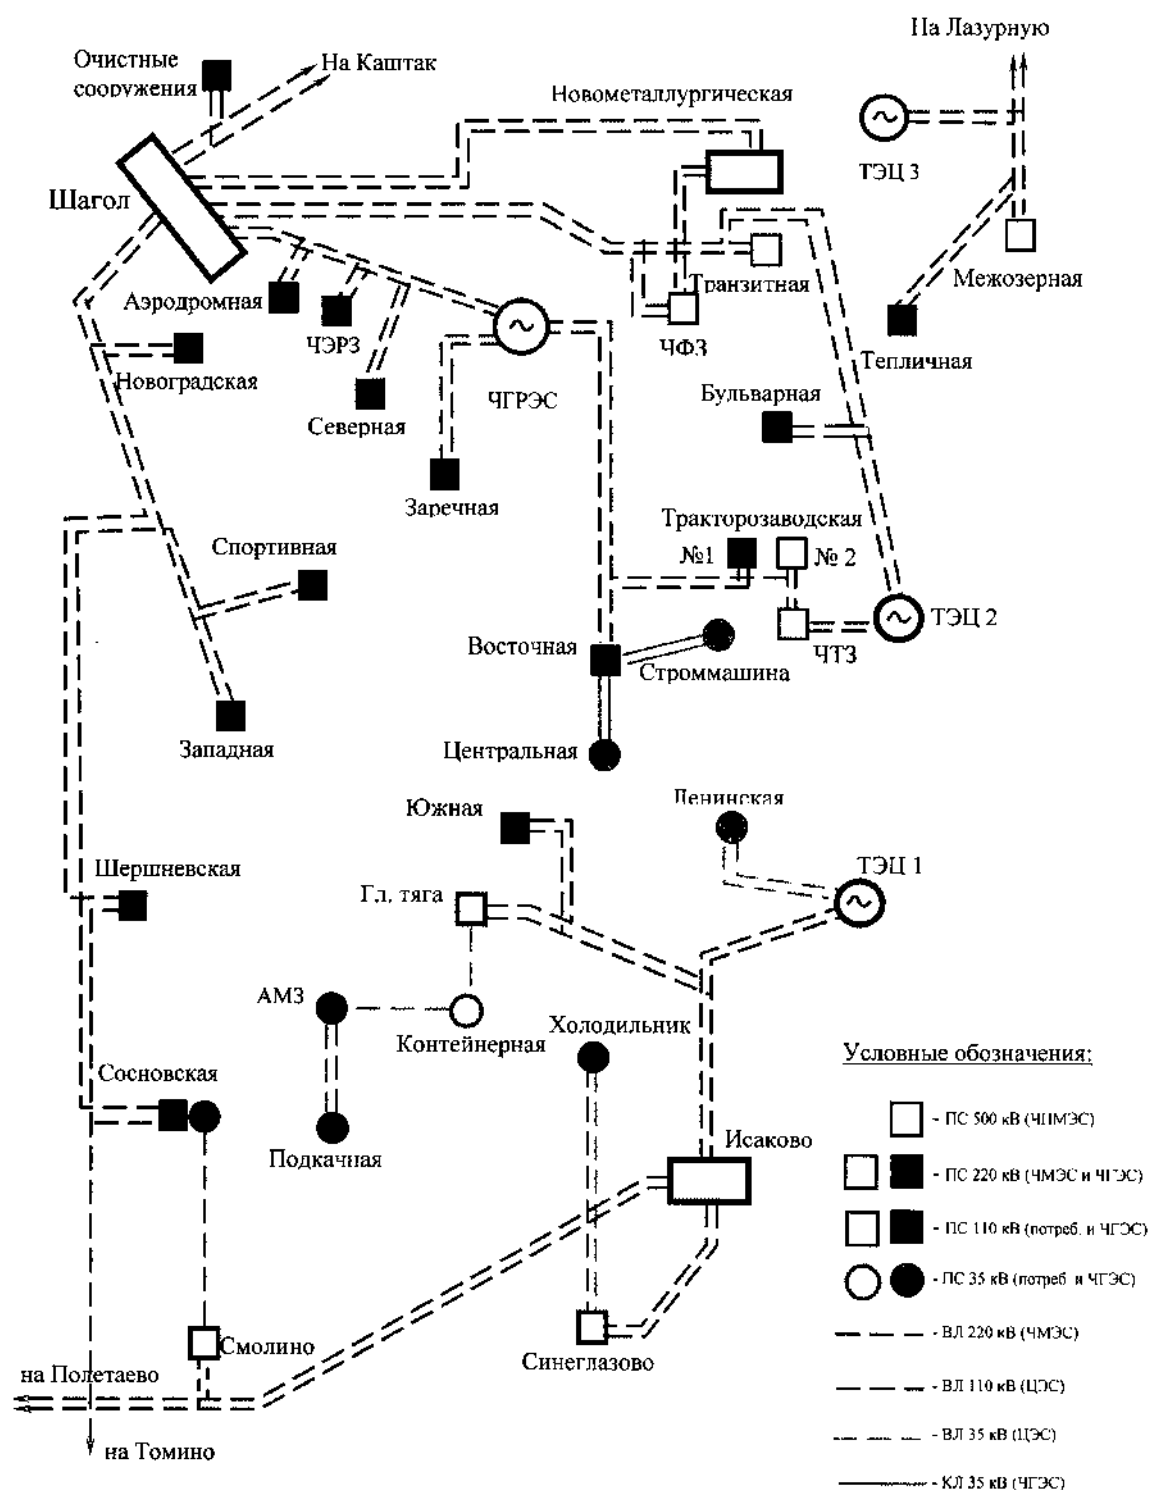 На Лазурную
Очистные
сооружения
На Каштак
Новометаллургическая
ТЭЦ 3
Шагол
Межозерная
Аэродромная
Транзитная
ЧЭРЗ
ЧФЗ
Тепличная
Новоградская
ЧГРЭС
Бульварная
Северная
Заречная
Тракторозаводская
№1
№ 2
Спортивная
ТЭЦ 2
Восточная
ЧТЗ
Строммашина
Западная
Центральная
Южная
Ленинская
Шершневская
ТЭЦ 1
Гл. тяга
АМЗ
Контейнерная
Холодильник
Условные обозначения:
Сосновская
- ПС 500 кВ (ЧПМЭС)
Исаково
Подкачная
- ПС 220 кВ (ЧМЭС и ЧГЭС)
- ПС 110 кВ (потреб. и ЧГЭС)
- ПС 35 кВ (потреб и ЧГЭС)
- ВЛ 220 кВ (ЧМЭС)
Смолино
Синеглазово
на Полетаево
- ВЛ 110 кВ (ЦЭС)
- ВЛ 35 кВ (ЦЭС)
на Томино
- КЛ 35 кВ (ЧГЭС)